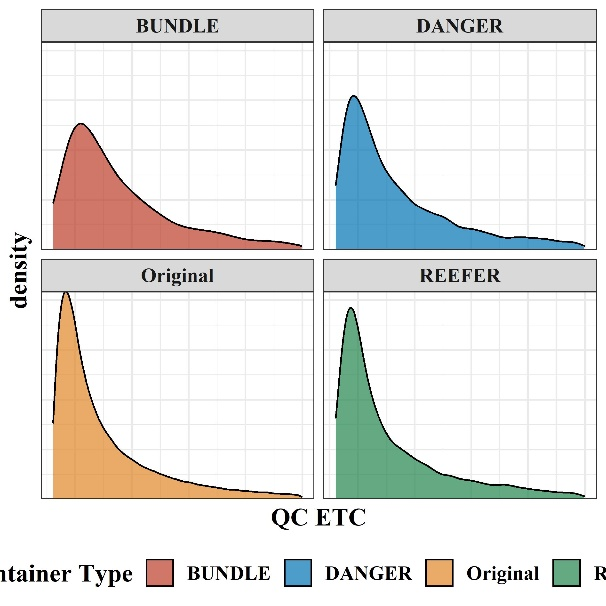 BUNDLE DANGER
density
Original REEFER
QC ETC
ntainer Type BUNDLE DANGER Original R